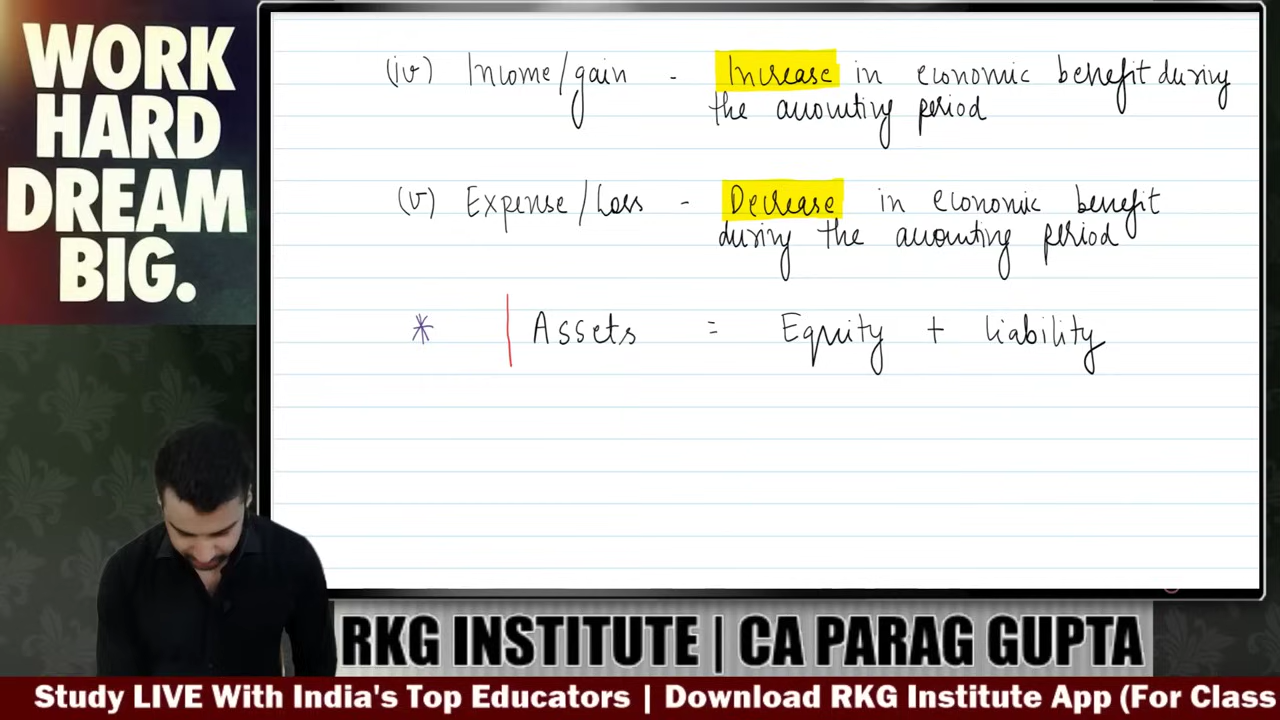 WORK
HARD
DREAM
BIG.
(iv) Income/gain - Increase in economic benefit during
the accounting period
(v) Expense/Loss - Decrease in economic benefit
during the accounting period
* Assets = Equity + liability
RKG INSTITUTE | CA PARAG GUPTA
Study LIVE With India's Top Educators | Download RKG Institute App (For Class